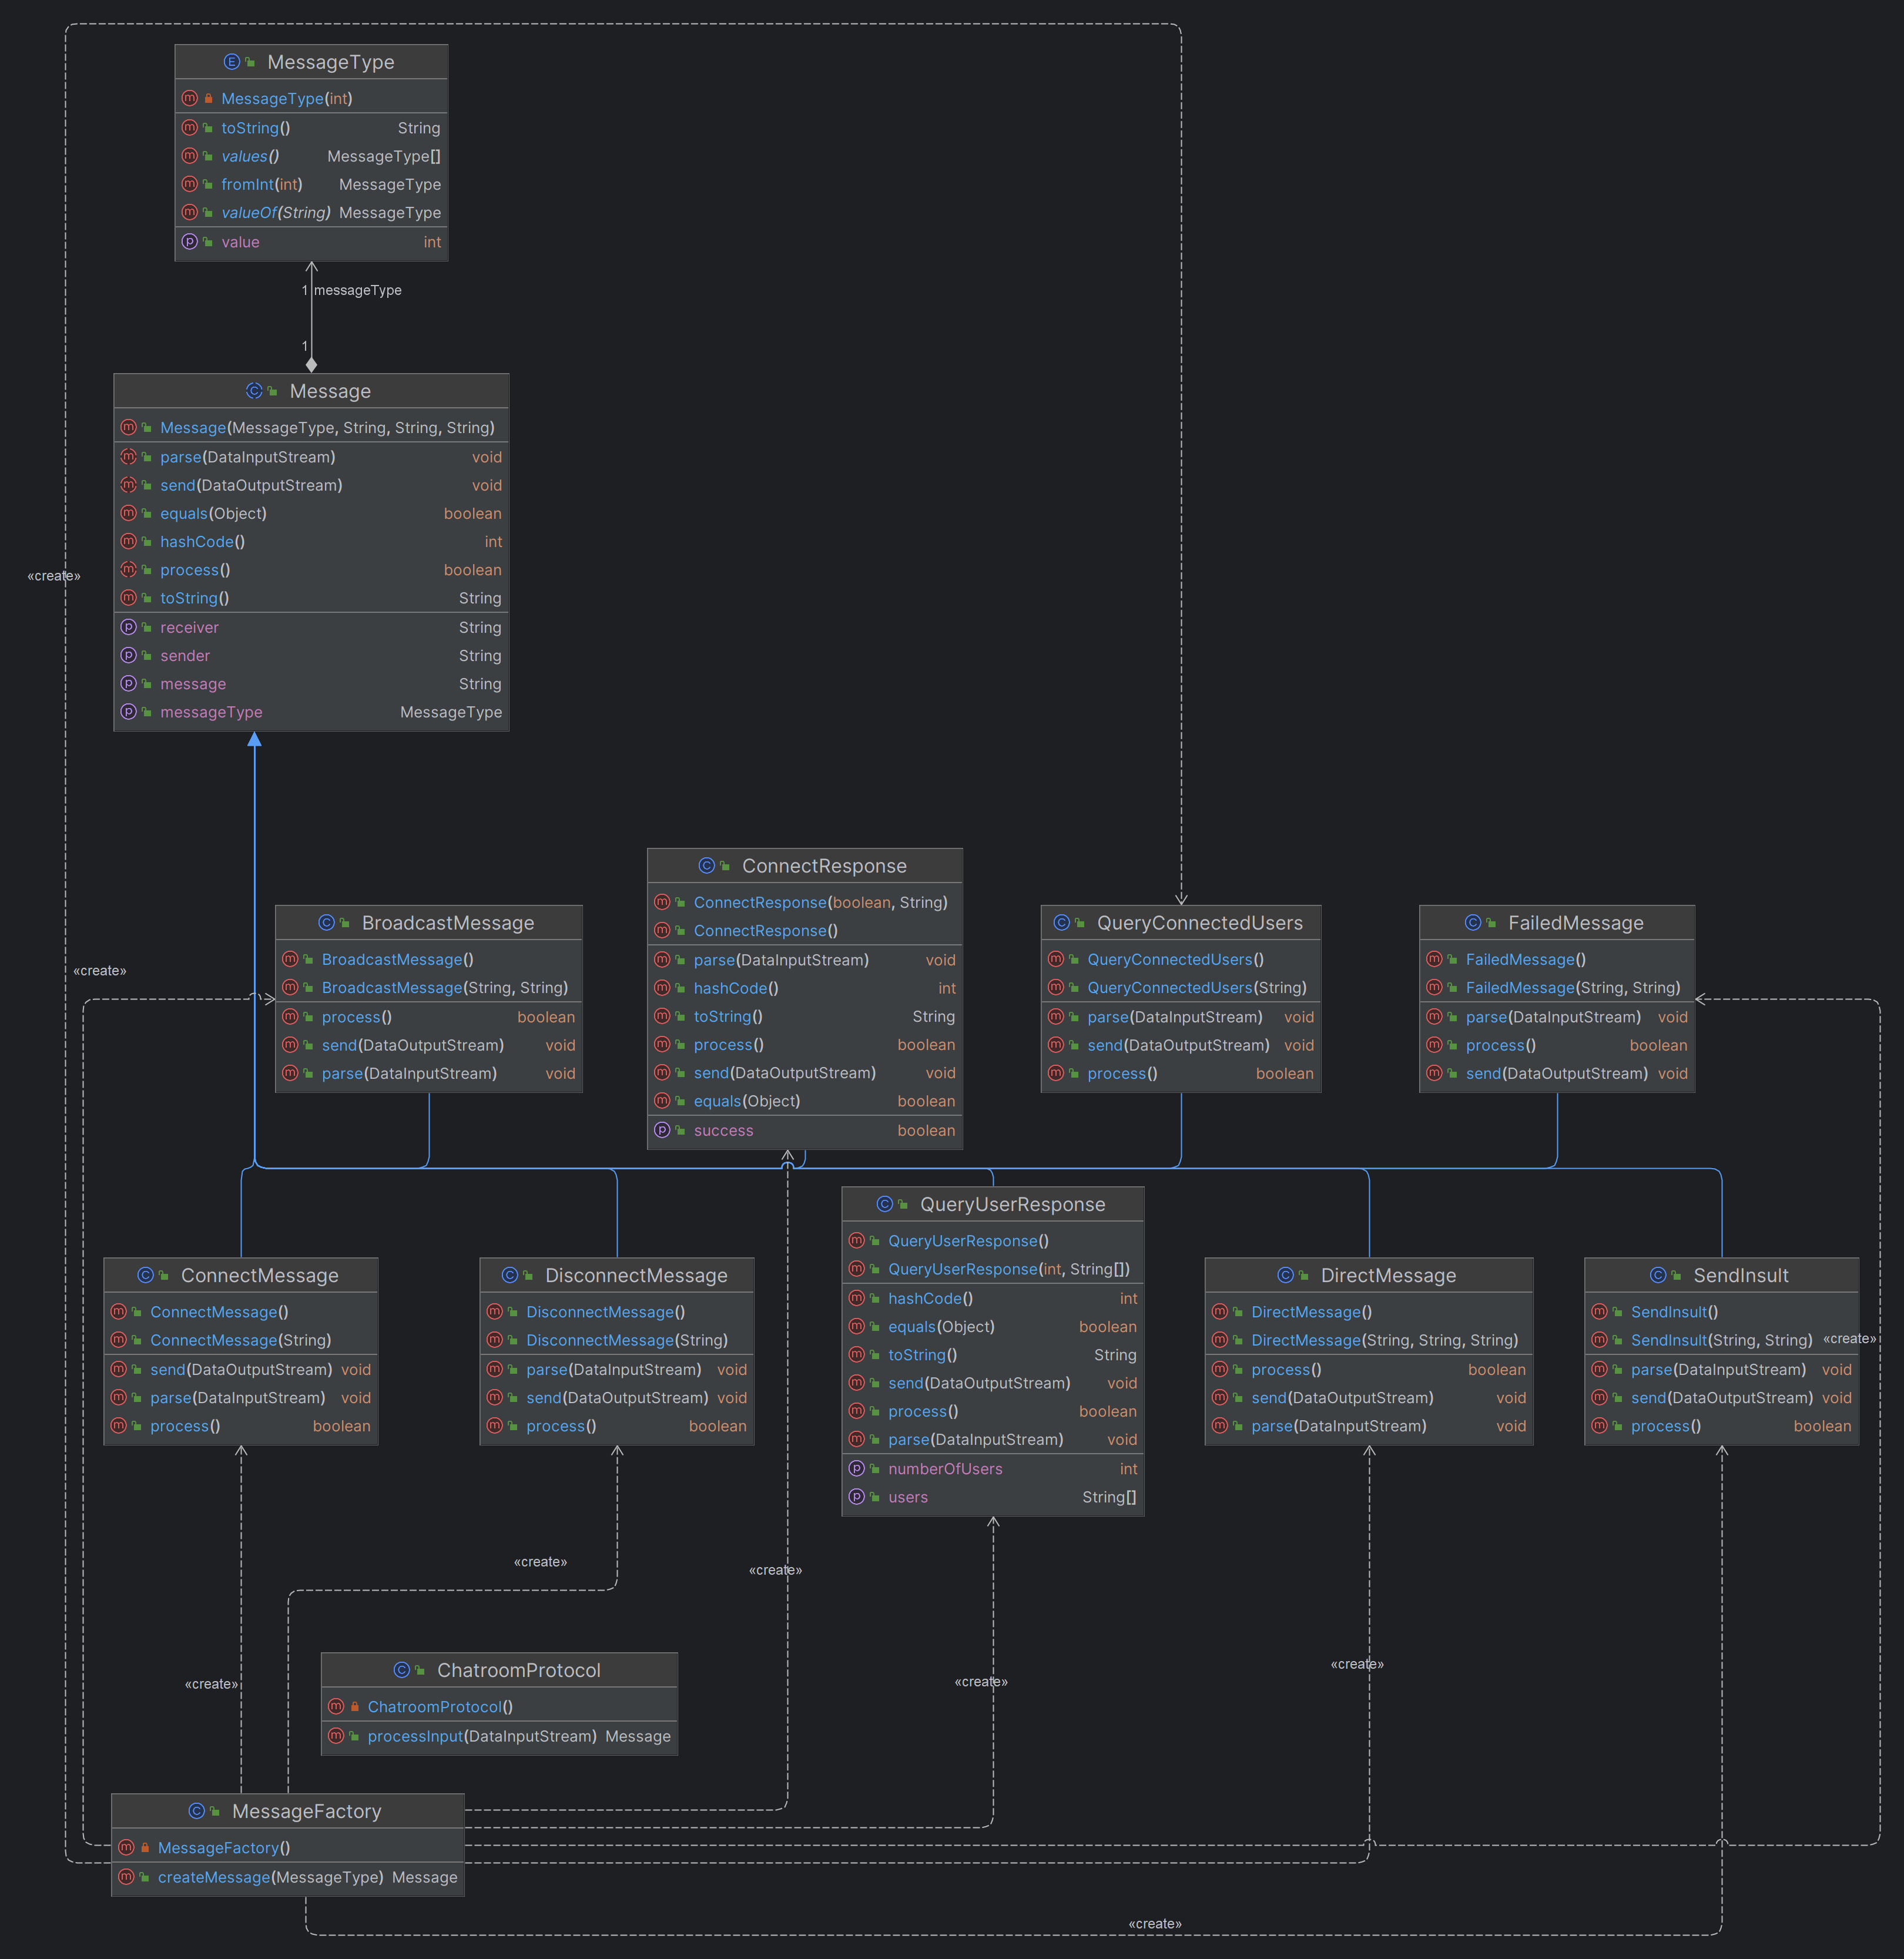 MessageType
MessageType(int)
toString() String
values() MessageType[]
fromInt(int) MessageType
valueOf(String) MessageType
value int
1 messageType
1
Message
Message(MessageType, String, String, String)
parse(DataInputStream) void
send(DataOutputStream) void
equals(Object) boolean
hashCode() int
process() boolean
toString() String
receiver String
sender String
message String
messageType MessageType
«create»
«create»
BroadcastMessage
BroadcastMessage()
BroadcastMessage(String, String)
process() boolean
send(DataOutputStream) void
parse(DataInputStream) void
ConnectResponse
ConnectResponse(boolean, String)
ConnectResponse()
parse(DataInputStream) void
hashCode() int
toString() String
process() boolean
send(DataOutputStream) void
equals(Object) boolean
success boolean
QueryConnectedUsers
QueryConnectedUsers()
QueryConnectedUsers(String)
parse(DataInputStream) void
send(DataOutputStream) void
process() boolean
FailedMessage
FailedMessage()
FailedMessage(String, String)
parse(DataInputStream) void
process() boolean
send(DataOutputStream) void
ConnectMessage
ConnectMessage()
ConnectMessage(String)
send(DataOutputStream) void
parse(DataInputStream) void
process() boolean
DisconnectMessage
DisconnectMessage()
DisconnectMessage(String)
parse(DataInputStream) void
send(DataOutputStream) void
process() boolean
QueryUserResponse
QueryUserResponse()
QueryUserResponse(int, String[])
hashCode() int
equals(Object) boolean
toString() String
send(DataOutputStream) void
process() boolean
parse(DataInputStream) void
numberOfUsers int
users String[]
DirectMessage
DirectMessage()
DirectMessage(String, String, String)
process() boolean
send(DataOutputStream) void
parse(DataInputStream) void
SendInsult
SendInsult()
SendInsult(String, String)
parse(DataInputStream) void
send(DataOutputStream) void
process() boolean
«create»
«create»
«create»
«create»
«create»
«create»
ChatroomProtocol
ChatroomProtocol()
processInput(DataInputStream) Message
MessageFactory
MessageFactory()
createMessage(MessageType) Message
«create»